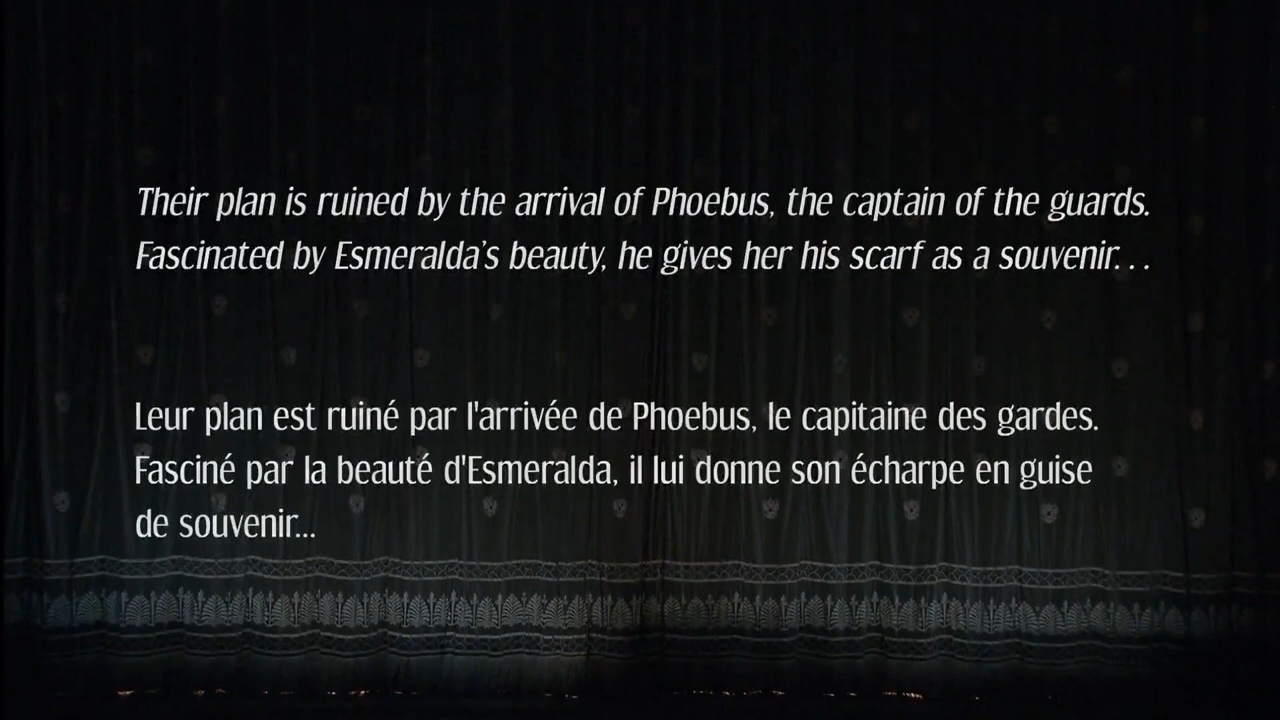 Their plan is ruined by the arrival of Phoebus, the captain of the guards.
Fascinated by Esmeralda’s beauty, he gives her his scarf as a souvenir. . .
Leur plan est ruiné par l'arrivée de Phoebus, le capitaine des gardes.
Fasciné par la beauté d'Esmeralda, il lui donne son écharpe en guise
de souvenir...